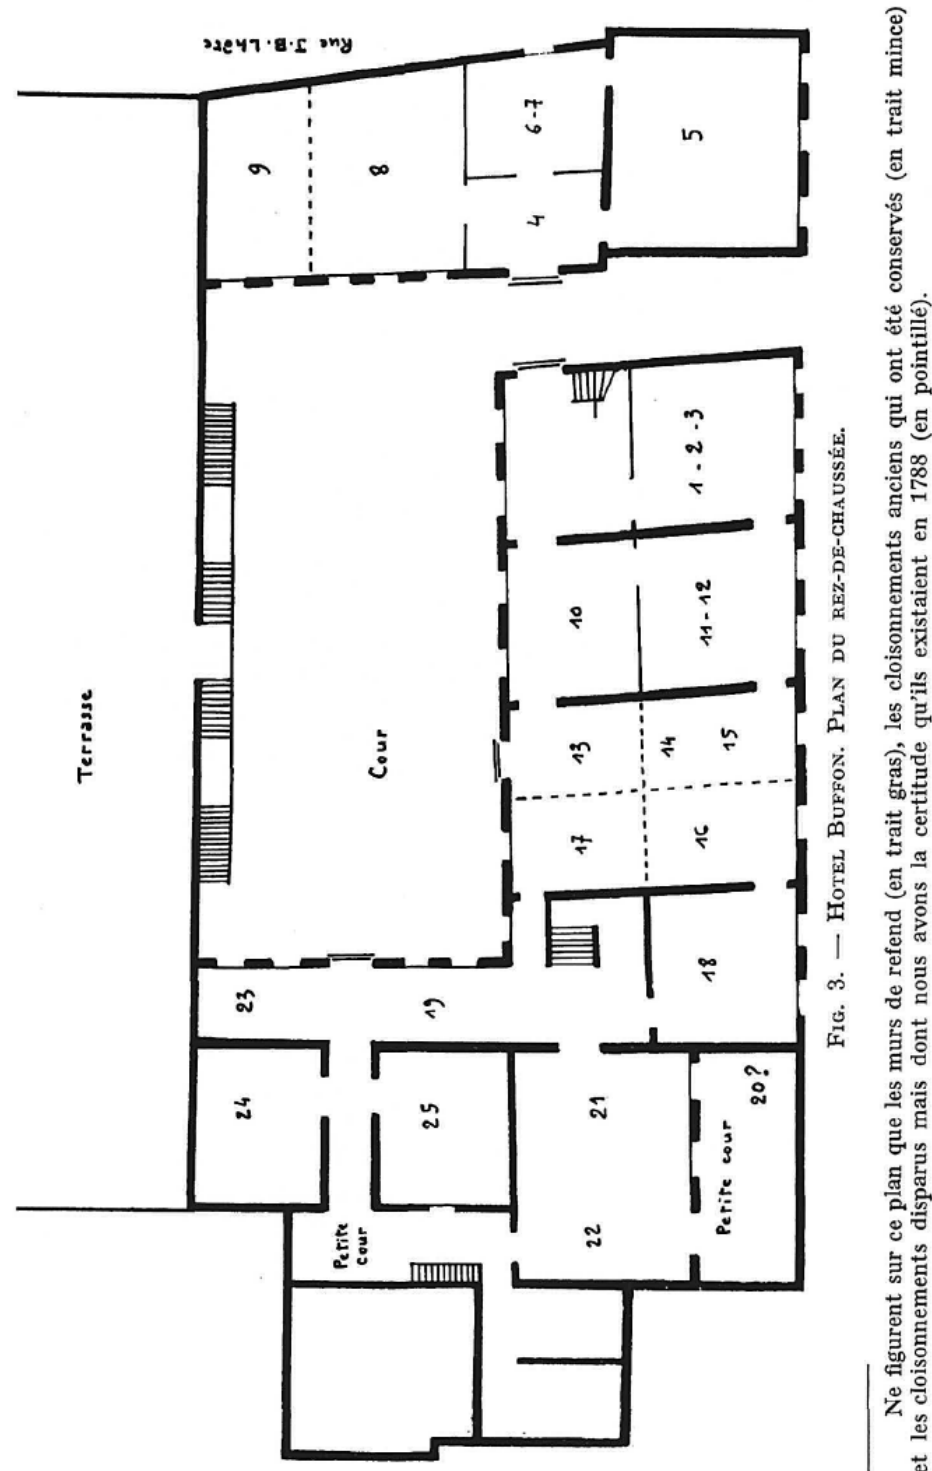 Rue J.B. Lhôte
Terrasse
Cour
9
8
6-7
4
5
1 - 2 - 3
10
11-12
13
14
15
17
16
18
23
19
24
25
21
22
Petite
cour
Petite cour
20?
FIG. 3. — HOTEL BUFFON. PLAN DU REZ-DE-CHAUSSÉE.
Ne figurent sur ce plan que les murs de refend (en trait gras), les cloisonnements anciens qui ont été conservés (en trait mince)
et les cloisonnements disparus mais dont nous avons la certitude qu'ils existaient en 1788 (en pointillé).